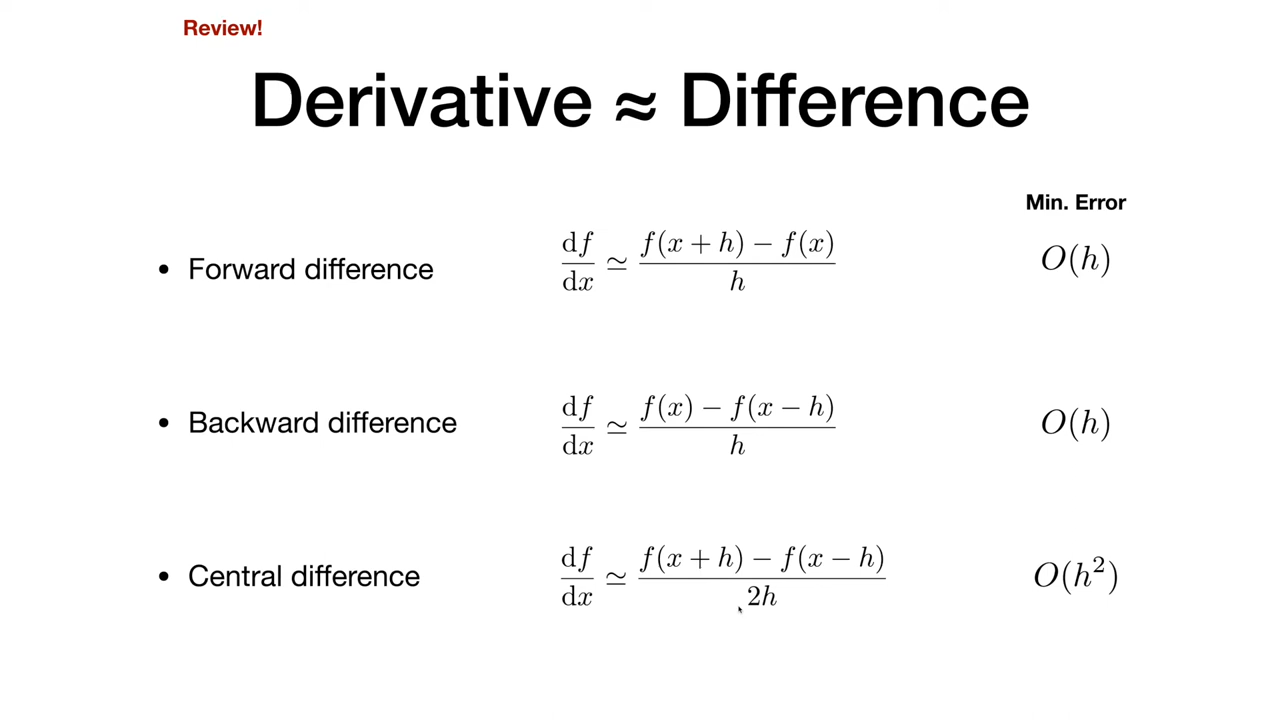 Review!
Derivative ≈ Difference
Min. Error
• Forward difference df/dx ≃ f(x + h) − f(x) / h O(h)
• Backward difference df/dx ≃ f(x) − f(x − h) / h O(h)
• Central difference df/dx ≃ f(x + h) − f(x − h) / 2h O(h²)